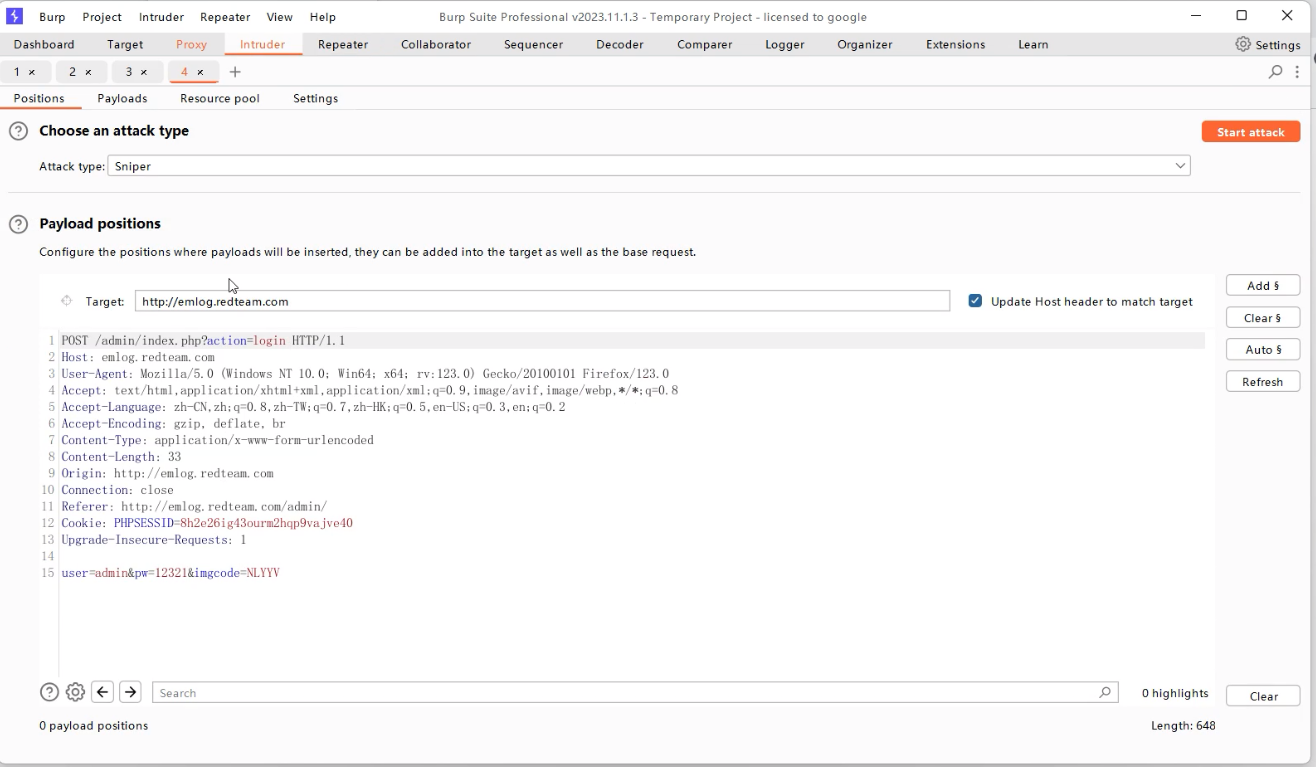 Burp Project Intruder Repeater View Help Burp Suite Professional v2023.11.1.3 - Temporary Project - licensed to google
Dashboard Target Proxy Intruder Repeater Collaborator Sequencer Decoder Comparer Logger Organizer Extensions Learn Settings
1 × 2 × 3 × 4 × +
Positions Payloads Resource pool Settings
? Choose an attack type Start attack
Attack type: Sniper
? Payload positions
Configure the positions where payloads will be inserted, they can be added into the target as well as the base request.
Add §
Target: http://emlog.redteam.com Update Host header to match target
Clear §
Auto §
Refresh
1 POST /admin/index.php?action=login HTTP/1.1
2 Host: emlog.redteam.com
3 User-Agent: Mozilla/5.0 (Windows NT 10.0; Win64; x64; rv:123.0) Gecko/20100101 Firefox/123.0
4 Accept: text/html,application/xhtml+xml,application/xml;q=0.9,image/avif,image/webp,*/*;q=0.8
5 Accept-Language: zh-CN,zh;q=0.8,zh-TW;q=0.7,zh-HK;q=0.5,en-US;q=0.3,en;q=0.2
6 Accept-Encoding: gzip, deflate, br
7 Content-Type: application/x-www-form-urlencoded
8 Content-Length: 33
9 Origin: http://emlog.redteam.com
10 Connection: close
11 Referer: http://emlog.redteam.com/admin/
12 Cookie: PHPSESSID=8h2e26ig43ourm2hqp9vajve40
13 Upgrade-Insecure-Requests: 1
14
15 user=admin&pw=12321&imgcode=NLYYV
? Search 0 highlights Clear
0 payload positions Length: 648